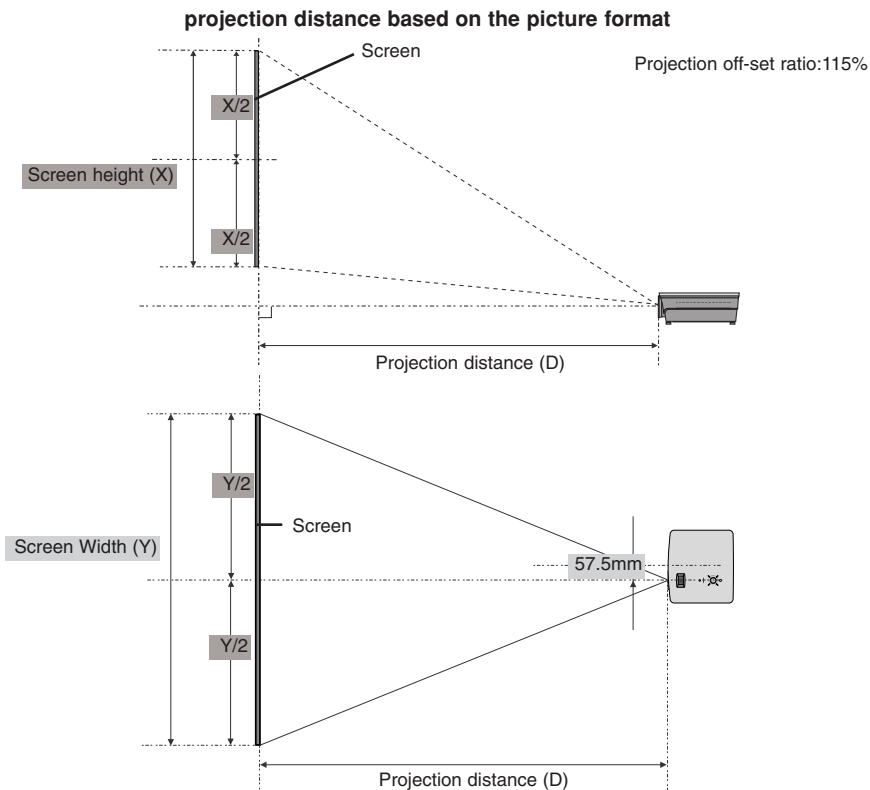 projection distance based on the picture format
Screen
Projection off-set ratio:115%
X/2
Screen height (X)
X/2
Projection distance (D)
Y/2
Screen
Screen Width (Y)
57.5mm
Y/2
Projection distance (D)